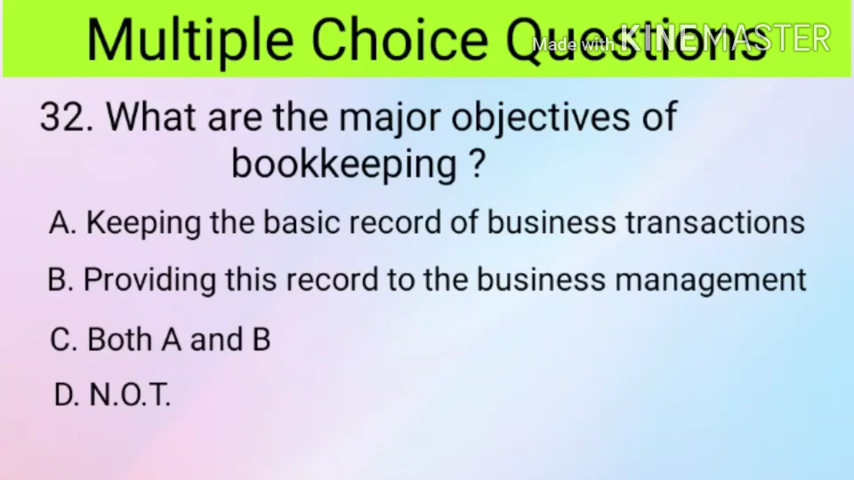 Multiple Choice Questions
Made with KINEMASTER
32. What are the major objectives of
bookkeeping ?
A. Keeping the basic record of business transactions
B. Providing this record to the business management
C. Both A and B
D. N.O.T.